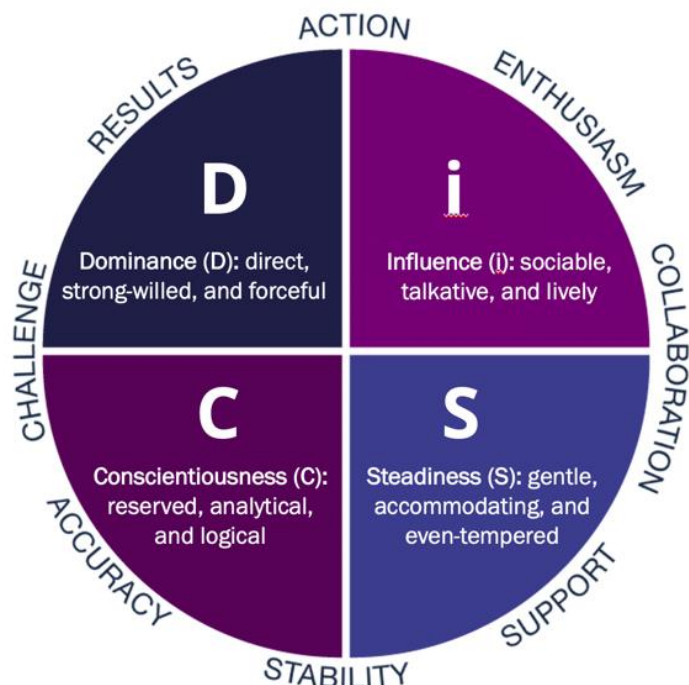 ACTION
RESULTS
ENTHUSIASM
D
i
Dominance (D): direct,
strong-willed, and forceful
Influence (i): sociable,
talkative, and lively
CHALLENGE
COLLABORATION
C
S
Conscientiousness (C):
reserved, analytical,
and logical
Steadiness (S): gentle,
accommodating, and
even-tempered
ACCURACY
SUPPORT
STABILITY